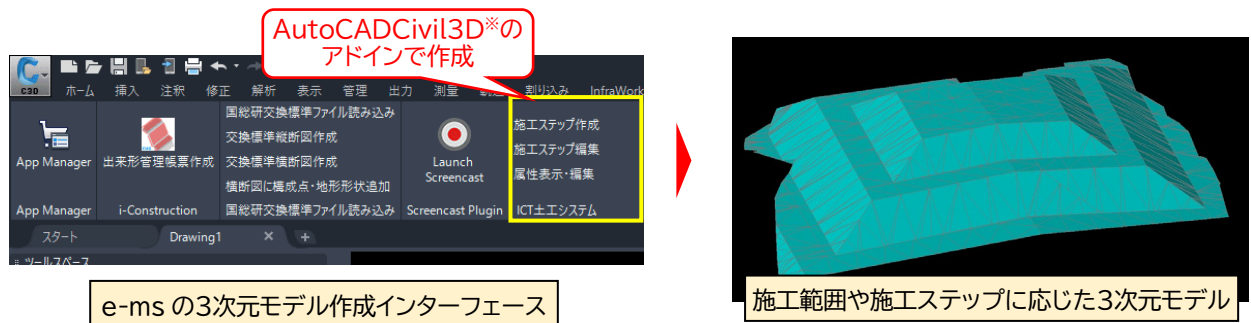 AutoCADCivil3D※の
アドインで作成
C3D
ホーム 挿入 注釈 修正 解析 表示 管理 出力 測量 割り込み InfraWork
国総研交換標準ファイル読み込み
交換標準縦断図作成
交換標準横断図作成
横断図に構成点・地形形状追加
App Manager 出来形管理帳票作成
Launch
Screencast
施工ステップ作成
施工ステップ編集
属性表示・編集
App Manager i-Construction 国総研交換標準ファイル読み込み Screencast Plugin ICT土工システム
スタート Drawing1 × +
ツールスペース
e-ms の3次元モデル作成インターフェース
施工範囲や施工ステップに応じた3次元モデル